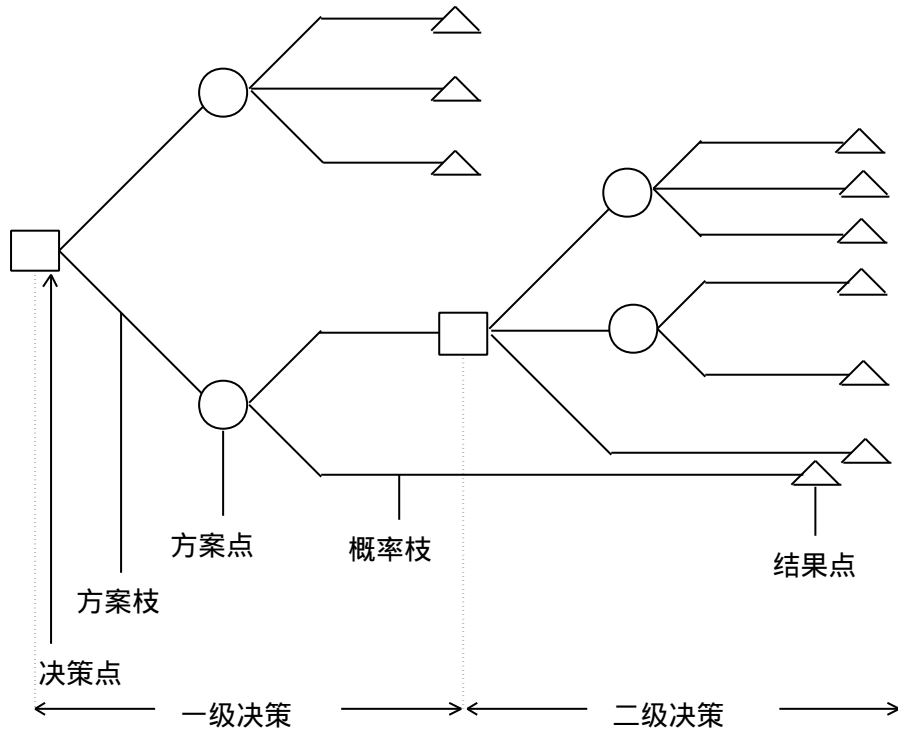 方案点
概率枝
结果点
方案枝
决策点
一级决策
二级决策